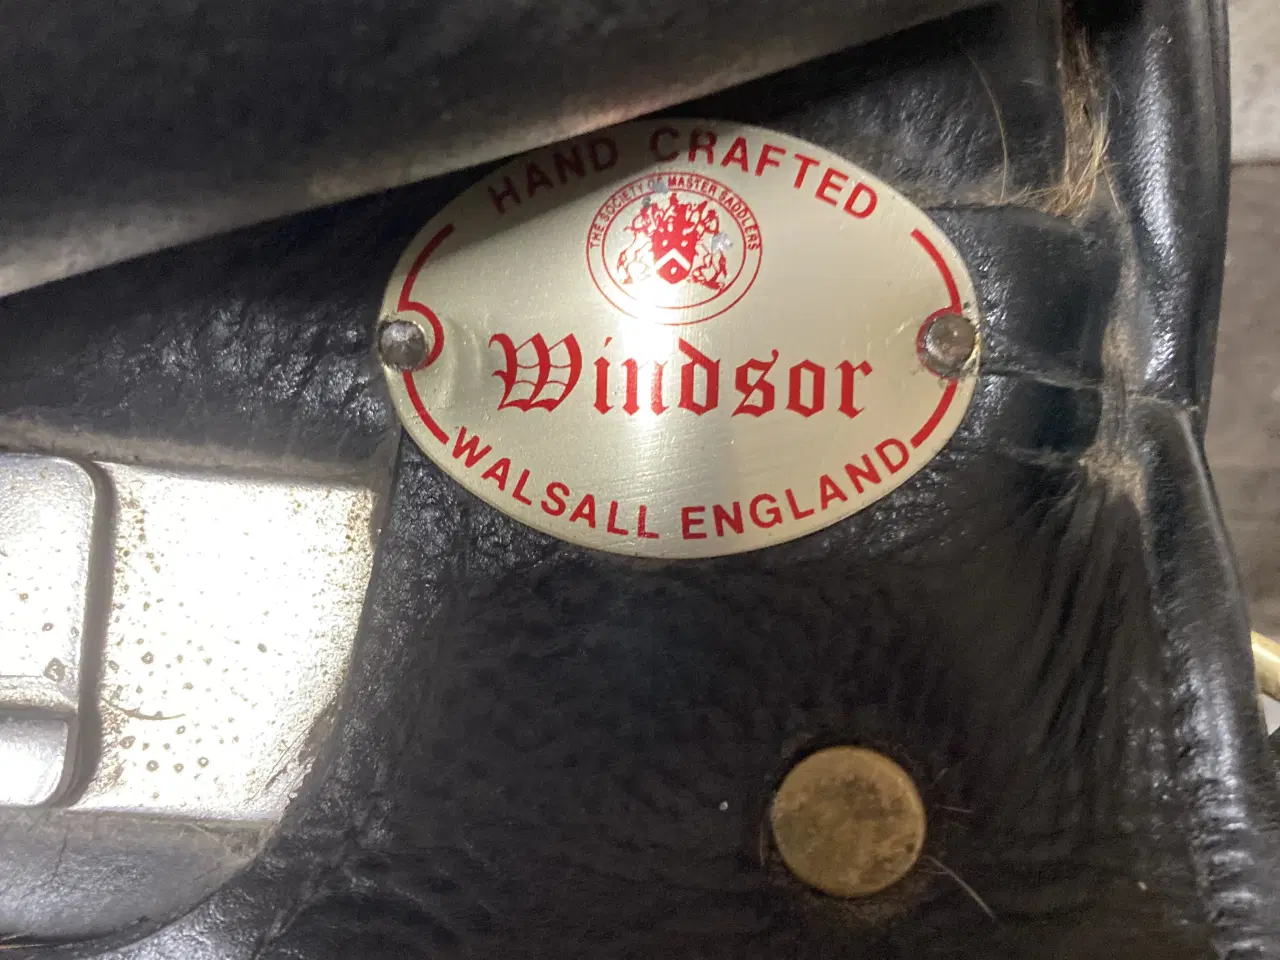 HAND CRAFTED
THE SOCIETY OF MASTER SADDLERS
Windsor
WALSALL ENGLAND